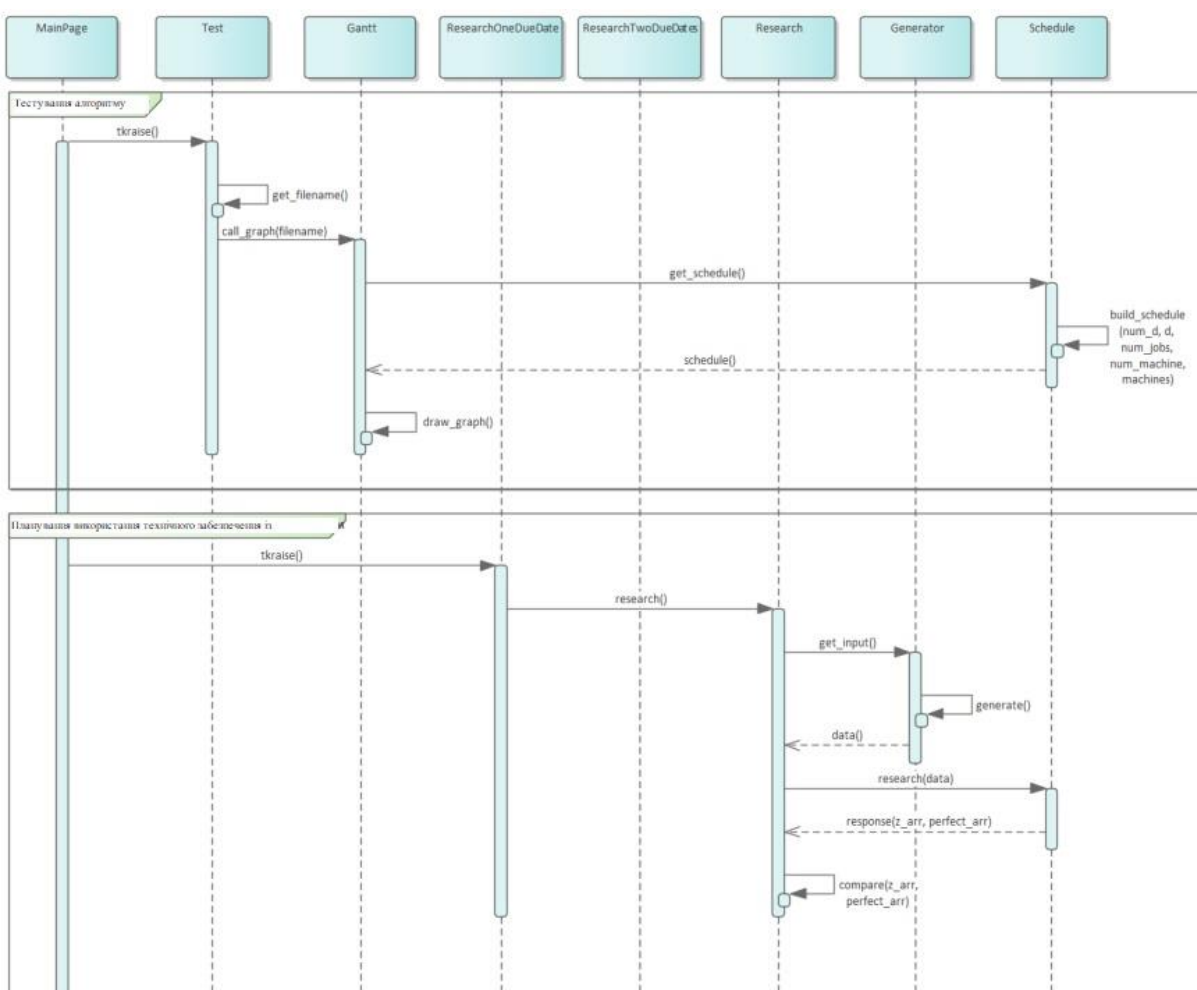 MainPage
Test
Gantt
ResearchOneDueDate
ResearchTwoDueDates
Research
Generator
Schedule
Тестування алгоритму
tkraise()
get_filename()
call_graph(filename)
get_schedule()
build_schedule
(num_d, d,
num_jobs,
num_machine,
machines)
schedule()
draw_graph()
Планування використання технічного забезпечення із
tkraise()
research()
get_input()
generate()
data()
research(data)
response(z_arr, perfect_arr)
compare(z_arr,
perfect_arr)